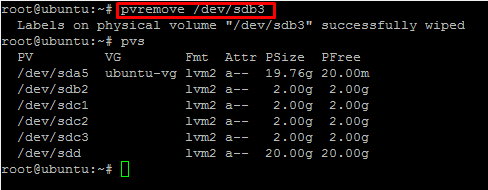 root@ubuntu:~# pvremove /dev/sdb3
Labels on physical volume "/dev/sdb3" successfully wiped
root@ubuntu:~# pvs
PV VG Fmt Attr PSize PFree
/dev/sda5 ubuntu-vg lvm2 a-- 19.76g 20.00m
/dev/sdb2 lvm2 a-- 2.00g 2.00g
/dev/sdc1 lvm2 a-- 2.00g 2.00g
/dev/sdc2 lvm2 a-- 2.00g 2.00g
/dev/sdc3 lvm2 a-- 2.00g 2.00g
/dev/sdd lvm2 a-- 20.00g 20.00g
root@ubuntu:~#